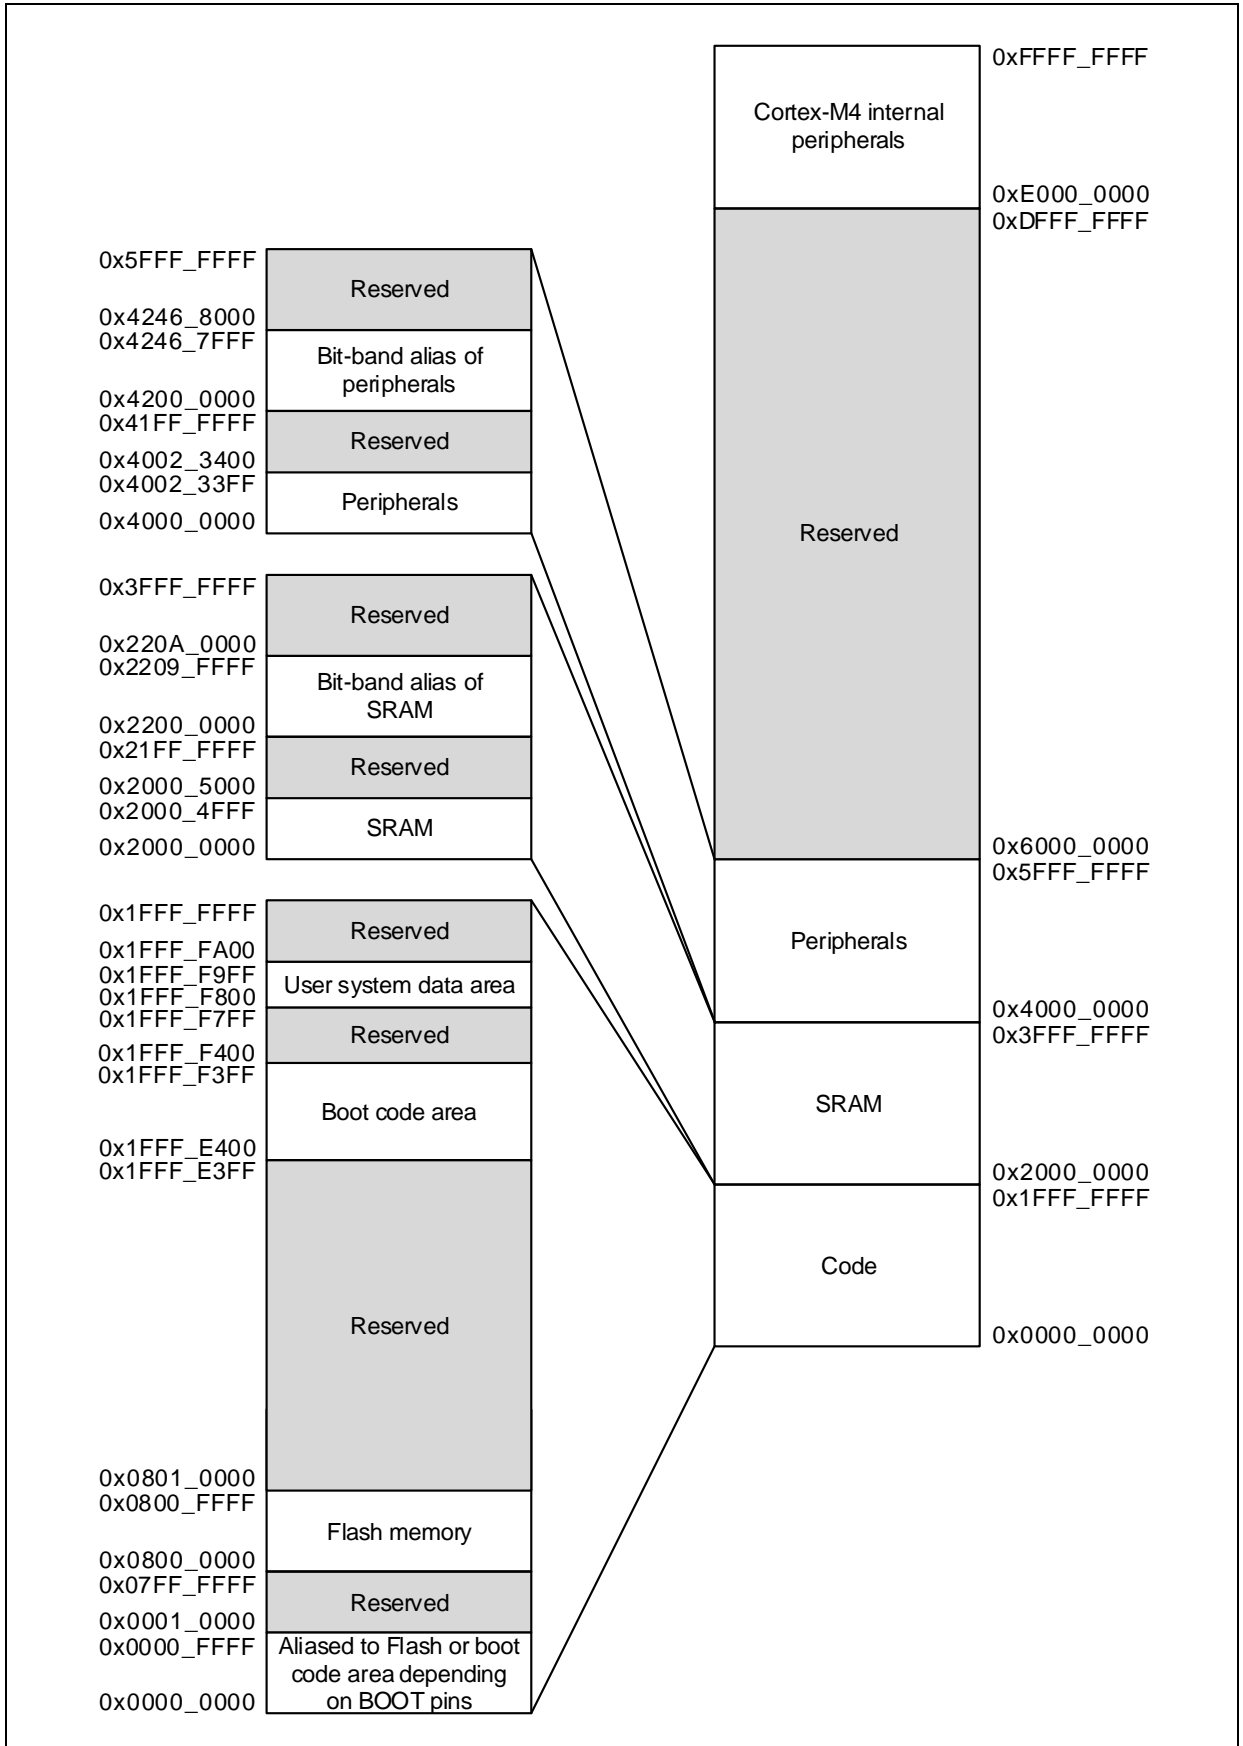 0xFFFF_FFFF
Cortex-M4 internal
peripherals
0xE000_0000
0xDFFF_FFFF
Reserved
0x6000_0000
0x5FFF_FFFF
Peripherals
0x4000_0000
0x3FFF_FFFF
SRAM
0x2000_0000
0x1FFF_FFFF
Code
0x0000_0000
0x5FFF_FFFF
Reserved
0x4246_8000
0x4246_7FFF
Bit-band alias of
peripherals
0x4200_0000
0x41FF_FFFF
Reserved
0x4002_3400
0x4002_33FF
Peripherals
0x4000_0000
0x3FFF_FFFF
Reserved
0x220A_0000
0x2209_FFFF
Bit-band alias of
SRAM
0x2200_0000
0x21FF_FFFF
Reserved
0x2000_5000
0x2000_4FFF
SRAM
0x2000_0000
0x1FFF_FFFF
Reserved
0x1FFF_FA00
0x1FFF_F9FF
User system data area
0x1FFF_F800
0x1FFF_F7FF
Reserved
0x1FFF_F400
0x1FFF_F3FF
Boot code area
0x1FFF_E400
0x1FFF_E3FF
Reserved
0x0801_0000
0x0800_FFFF
Flash memory
0x0800_0000
0x07FF_FFFF
Reserved
0x0001_0000
0x0000_FFFF
Aliased to Flash or boot
code area depending
on BOOT pins
0x0000_0000